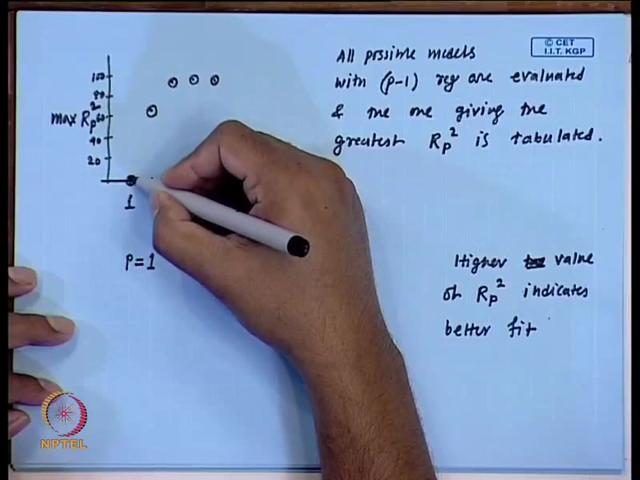 © CET
I.I.T. KGP
All possible models
with (p-1) reg are evaluated
& the one giving the
greatest Rp² is tabulated.
100
80
max Rp² 60
40
20
1
P=1
Higher value
of Rp² indicates
better fit
NPTEL